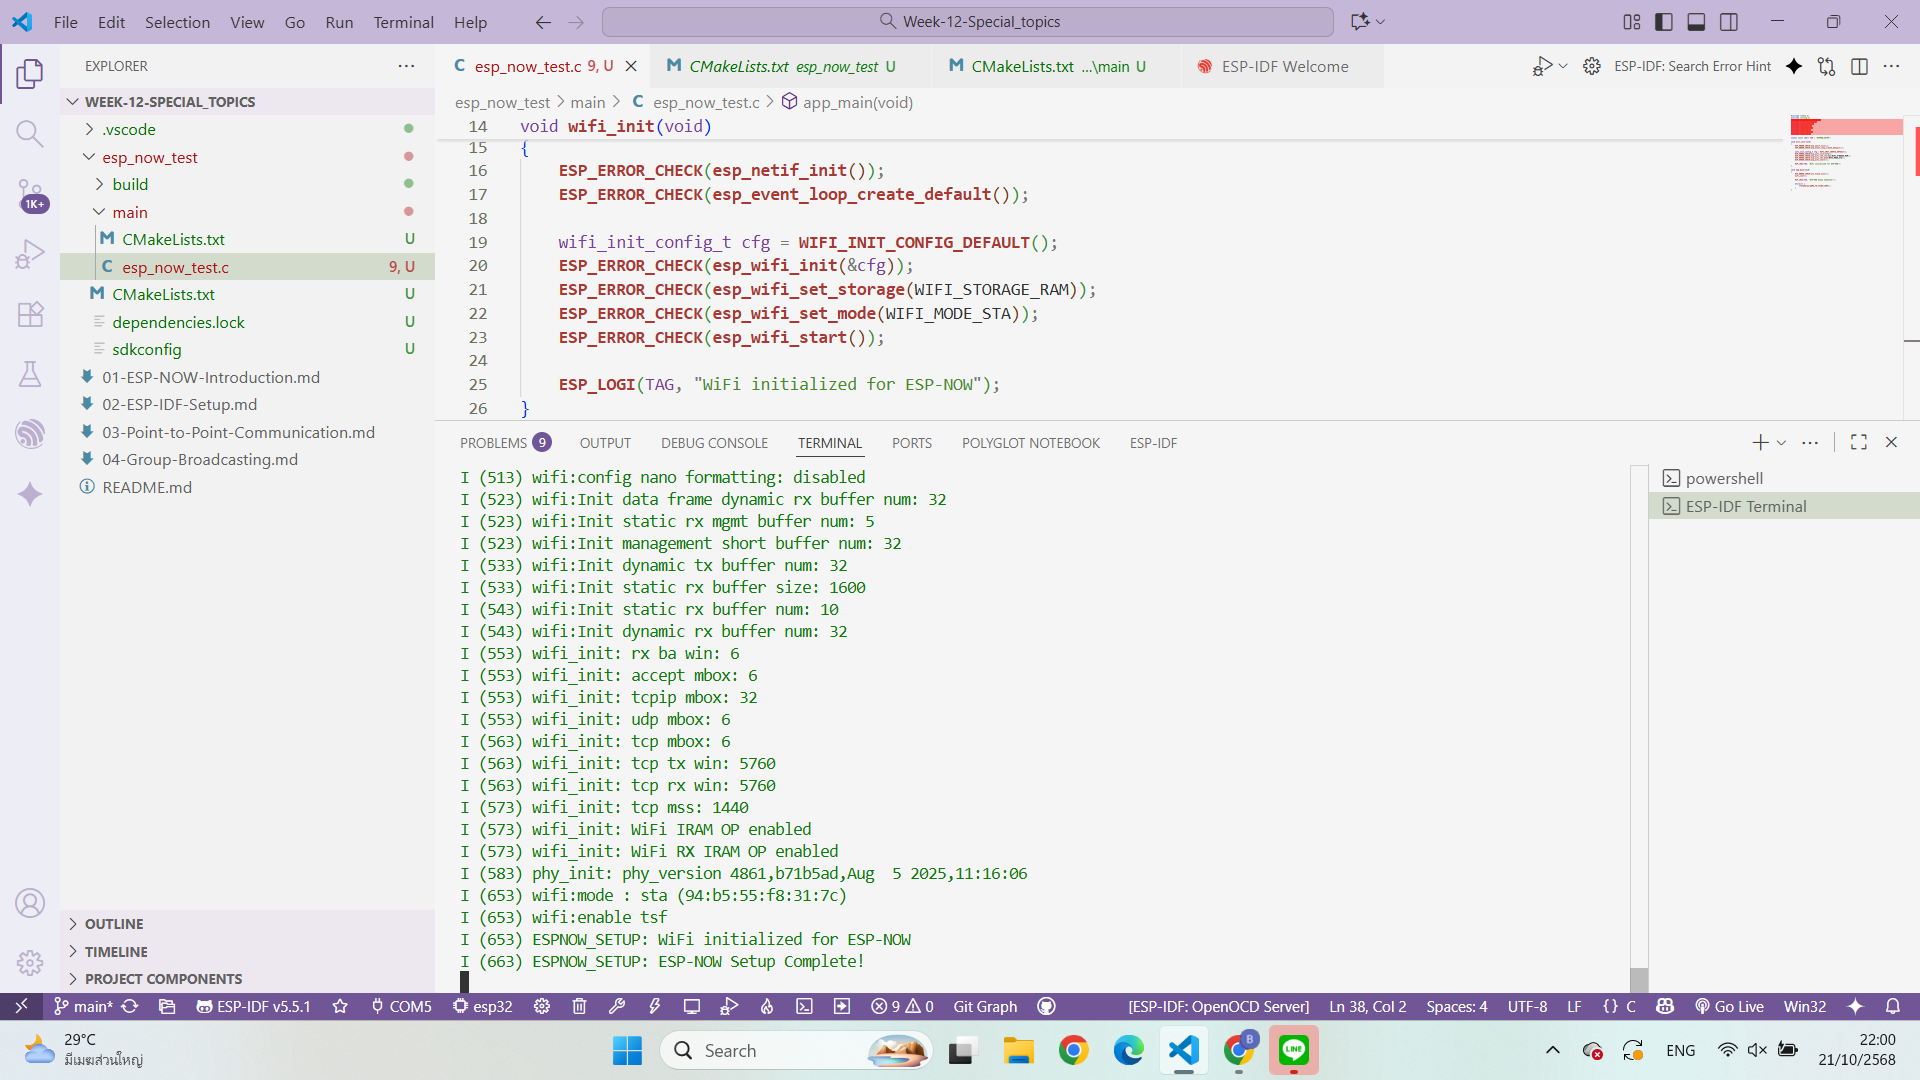 File Edit Selection View Go Run Terminal Help
Week-12-Special_topics
EXPLORER
WEEK-12-SPECIAL_TOPICS
.vscode
esp_now_test
build
main
CMakeLists.txt U
esp_now_test.c 9, U
CMakeLists.txt U
dependencies.lock U
sdkconfig U
01-ESP-NOW-Introduction.md
02-ESP-IDF-Setup.md
03-Point-to-Point-Communication.md
04-Group-Broadcasting.md
README.md
1K+
OUTLINE
TIMELINE
PROJECT COMPONENTS
esp_now_test.c 9, U
CMakeLists.txt esp_now_test U
CMakeLists.txt ...\main U
ESP-IDF Welcome
ESP-IDF: Search Error Hint
esp_now_test > main > C esp_now_test.c > app_main(void)
14 void wifi_init(void)
15 {
16 ESP_ERROR_CHECK(esp_netif_init());
17 ESP_ERROR_CHECK(esp_event_loop_create_default());
18
19 wifi_init_config_t cfg = WIFI_INIT_CONFIG_DEFAULT();
20 ESP_ERROR_CHECK(esp_wifi_init(&cfg));
21 ESP_ERROR_CHECK(esp_wifi_set_storage(WIFI_STORAGE_RAM));
22 ESP_ERROR_CHECK(esp_wifi_set_mode(WIFI_MODE_STA));
23 ESP_ERROR_CHECK(esp_wifi_start());
24
25 ESP_LOGI(TAG, "WiFi initialized for ESP-NOW");
26 }
PROBLEMS 9 OUTPUT DEBUG CONSOLE TERMINAL PORTS POLYGLOT NOTEBOOK ESP-IDF
I (513) wifi:config nano formatting: disabled
I (523) wifi:Init data frame dynamic rx buffer num: 32
I (523) wifi:Init static rx mgmt buffer num: 5
I (523) wifi:Init management short buffer num: 32
I (533) wifi:Init dynamic tx buffer num: 32
I (533) wifi:Init static rx buffer size: 1600
I (543) wifi:Init static rx buffer num: 10
I (543) wifi:Init dynamic rx buffer num: 32
I (553) wifi_init: rx ba win: 6
I (553) wifi_init: accept mbox: 6
I (553) wifi_init: tcpip mbox: 32
I (553) wifi_init: udp mbox: 6
I (563) wifi_init: tcp mbox: 6
I (563) wifi_init: tcp tx win: 5760
I (563) wifi_init: tcp rx win: 5760
I (573) wifi_init: tcp mss: 1440
I (573) wifi_init: WiFi IRAM OP enabled
I (573) wifi_init: WiFi RX IRAM OP enabled
I (583) phy_init: phy_version 4861,b71b5ad,Aug  5 2025,11:16:06
I (653) wifi:mode : sta (94:b5:55:f8:31:7c)
I (653) wifi:enable tsf
I (653) ESPNOW_SETUP: WiFi initialized for ESP-NOW
I (663) ESPNOW_SETUP: ESP-NOW Setup Complete!
powershell
ESP-IDF Terminal
main* ESP-IDF v5.5.1 COM5 esp32 9 0 Git Graph [ESP-IDF: OpenOCD Server] Ln 38, Col 2 Spaces: 4 UTF-8 LF {} C Go Live Win32
29°C
มีเมฆส่วนใหญ่
Search
B
LINE
ENG
22:00
21/10/2568